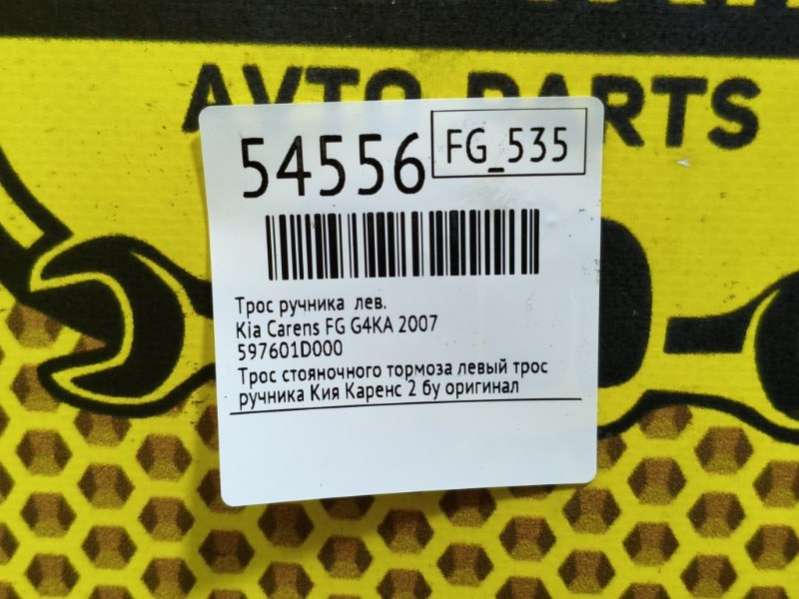 AVTO PARTS
54556
FG_535
Трос ручника лев.
Kia Carens FG G4KA 2007
597601D000
Трос стояночного тормоза левый трос
ручника Кия Каренс 2 бу оригинал